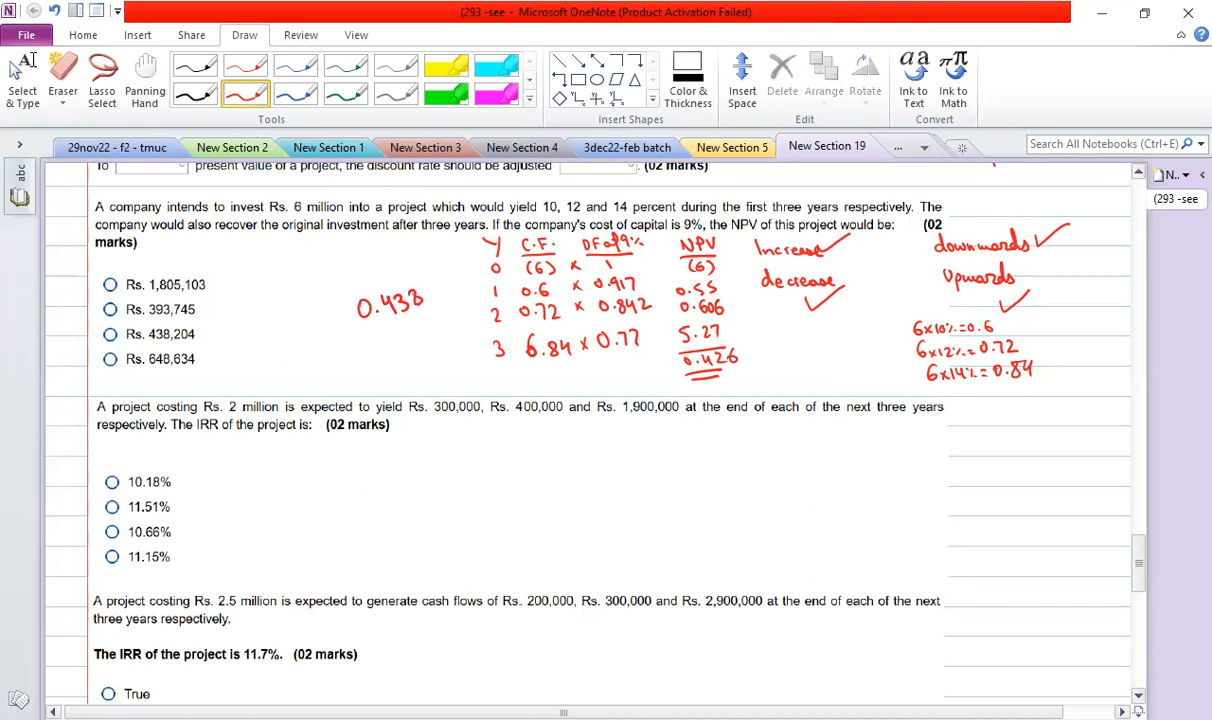 (293 -see - Microsoft OneNote (Product Activation Failed)
File Home Insert Share Draw Review View
Select & Type
Eraser
Lasso Select
Panning Hand
Color & Thickness
Insert Space
Delete
Arrange
Rotate
Ink to Text
Ink to Math
Tools
Insert Shapes
Edit
Convert
29nov22 - f2 - tmuc New Section 2 New Section 1 New Section 3 New Section 4 3dec22-feb batch New Section 5 New Section 19 ... Search All Notebooks (Ctrl+E)
abc
N..
(293 -see
To present value of a project, the discount rate should be adjusted . (02 marks)
A company intends to invest Rs. 6 million into a project which would yield 10, 12 and 14 percent during the first three years respectively. The
company would also recover the original investment after three years. If the company's cost of capital is 9%, the NPV of this project would be: (02
marks)
Y C.F. DF at 9% NPV
0 (6) × 1 (6)
1 0.6 × 0.917 0.55
2 0.72 × 0.842 0.606
3 6.84 × 0.77 5.27
0.426
Increase downwards
decrease upwards
6x10%=0.6
6x12%=0.72
6x14%=0.84
0.438
Rs. 1,805,103
Rs. 393,745
Rs. 438,204
Rs. 648,634
A project costing Rs. 2 million is expected to yield Rs. 300,000, Rs. 400,000 and Rs. 1,900,000 at the end of each of the next three years
respectively. The IRR of the project is: (02 marks)
10.18%
11.51%
10.66%
11.15%
A project costing Rs. 2.5 million is expected to generate cash flows of Rs. 200,000, Rs. 300,000 and Rs. 2,900,000 at the end of each of the next
three years respectively.
The IRR of the project is 11.7%. (02 marks)
True